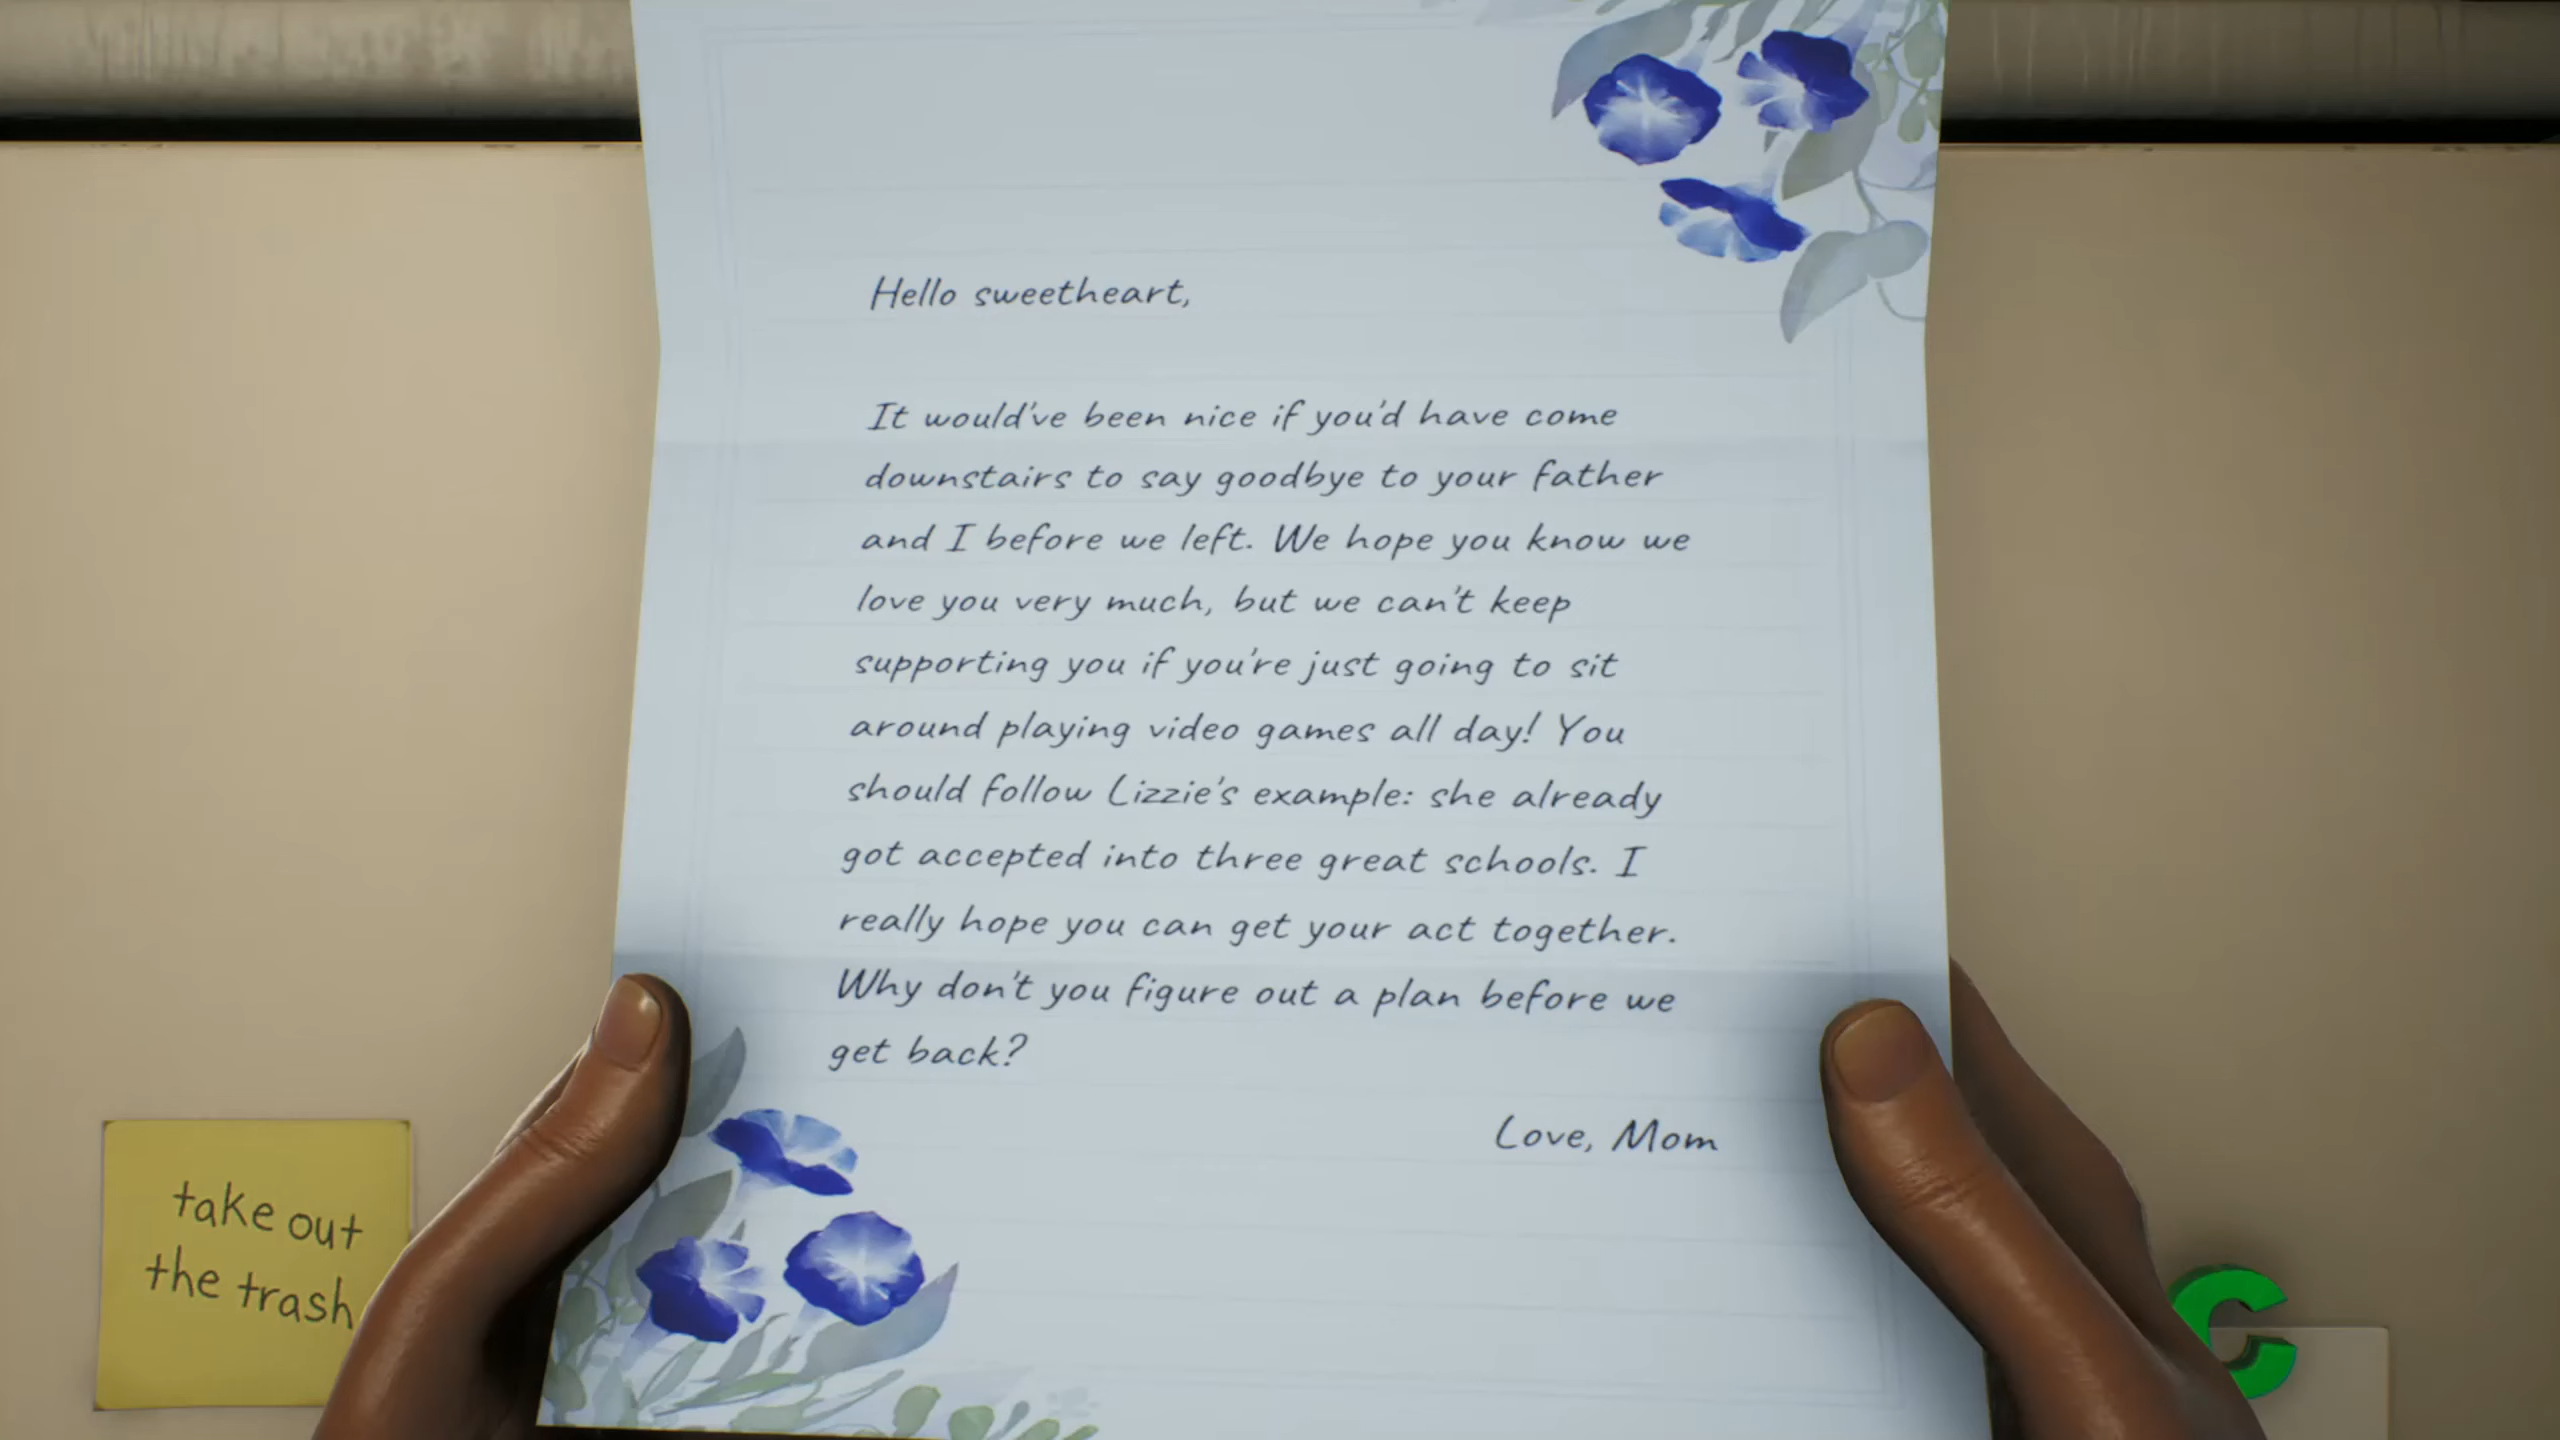 Hello sweetheart,
It would've been nice if you'd have come
downstairs to say goodbye to your father
and I before we left. We hope you know we
love you very much, but we can't keep
supporting you if you're just going to sit
around playing video games all day! You
should follow Lizzie's example: she already
got accepted into three great schools. I
really hope you can get your act together.
Why don't you figure out a plan before we
get back?
Love, Mom
take out
the trash
C